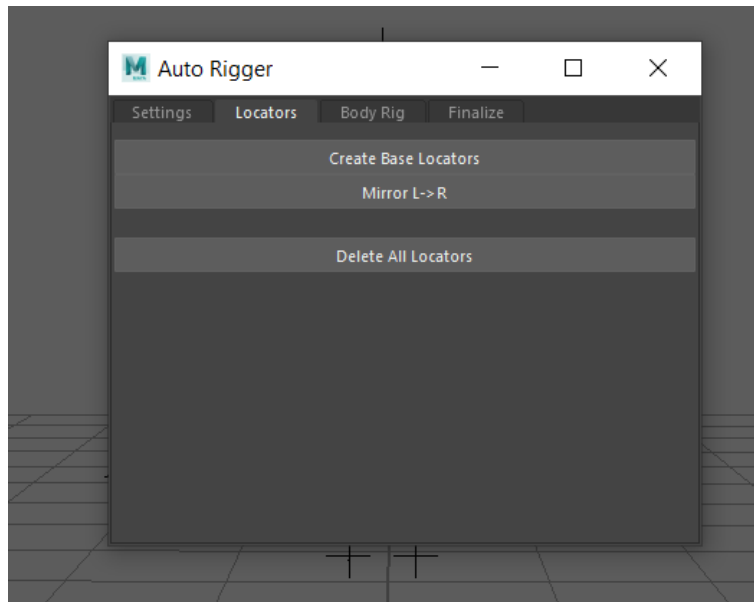 Auto Rigger
Settings Locators Body Rig Finalize
Create Base Locators
Mirror L->R
Delete All Locators